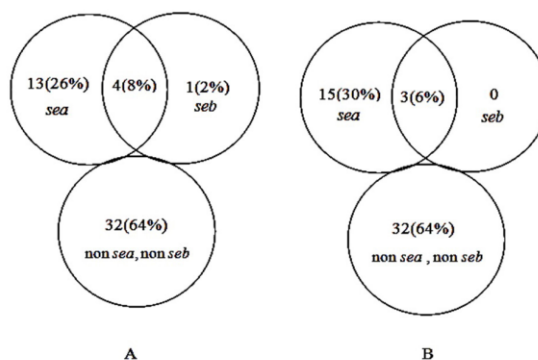 13(26%) 4(8%) 1(2%)
sea seb
32(64%)
non sea, non seb
A
15(30%) 3(6%) 0
sea seb
32(64%)
non sea , non seb
B